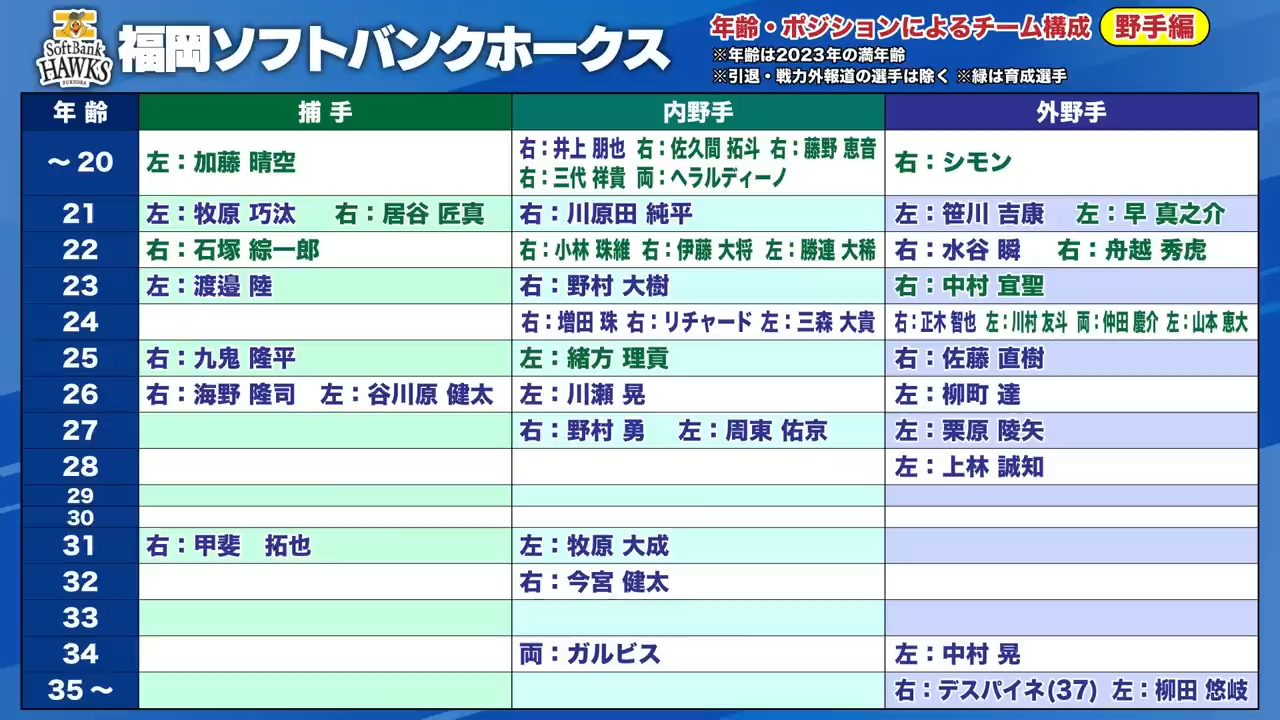 SoftBank
HAWKS
FUKUOKA
福岡ソフトバンクホークス
年齢・ポジションによるチーム構成 野手編
※年齢は2023年の満年齢
※引退・戦力外報道の選手は除く ※緑は育成選手
年齢 捕手 内野手 外野手
～20 左：加藤 晴空 右：井上 朋也 右：佐久間 拓斗 右：藤野 恵音 右：シモン
右：三代 祥貴 両：ヘラルディーノ
21 左：牧原 巧汰 右：居谷 匠真 右：川原田 純平 左：笹川 吉康 左：早 真之介
22 右：石塚 綜一郎 右：小林 珠維 右：伊藤 大将 左：勝連 大稀 右：水谷 瞬 右：舟越 秀虎
23 左：渡邉 陸 右：野村 大樹 右：中村 宜聖
24 右：増田 珠 右：リチャード 左：三森 大貴 右：正木 智也 左：川村 友斗 両：仲田 慶介 左：山本 恵大
25 右：九鬼 隆平 左：緒方 理貢 右：佐藤 直樹
26 右：海野 隆司 左：谷川原 健太 左：川瀬 晃 左：柳町 達
27 右：野村 勇 左：周東 佑京 左：栗原 陵矢
28 左：上林 誠知
29
30
31 右：甲斐 拓也 左：牧原 大成
32 右：今宮 健太
33
34 両：ガルビス 左：中村 晃
35～ 右：デスパイネ(37) 左：柳田 悠岐